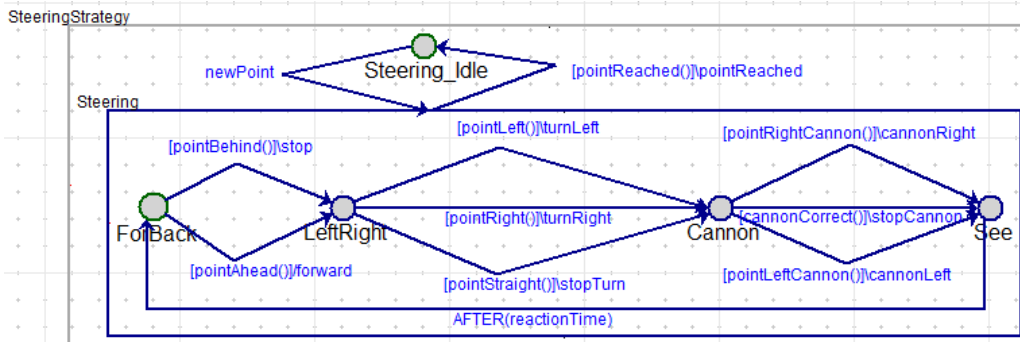 SteeringStrategy
newPoint
Steering_Idle
[pointReached()]\pointReached
Steering
[pointBehind()]\stop
[pointLeft()]\turnLeft
[pointRightCannon()]\cannonRight
ForBack
LeftRight
[pointRight()]\turnRight
Cannon
[cannonCorrect()]\stopCannon
See
[pointAhead()]/forward
[pointStraight()]\stopTurn
[pointLeftCannon()]\cannonLeft
AFTER(reactionTime)